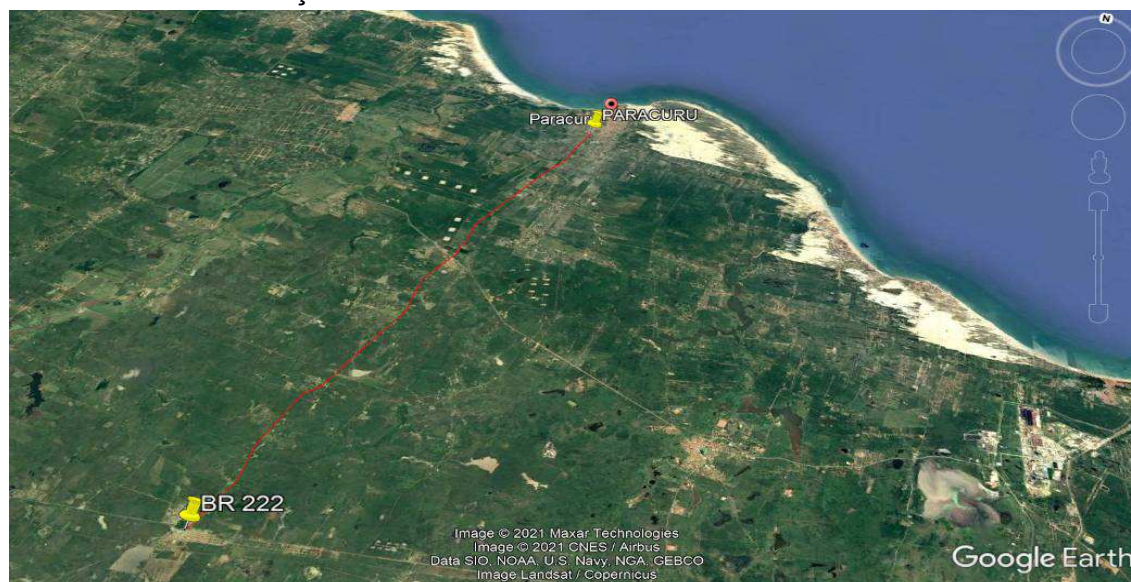 N
Paracur
PARACURU
BR 222
Image © 2021 Maxar Technologies
Image © 2021 CNES / Airbus
Data SIO, NOAA, U.S. Navy, NGA, GEBCO
Image Landsat / Copernicus
Google Earth